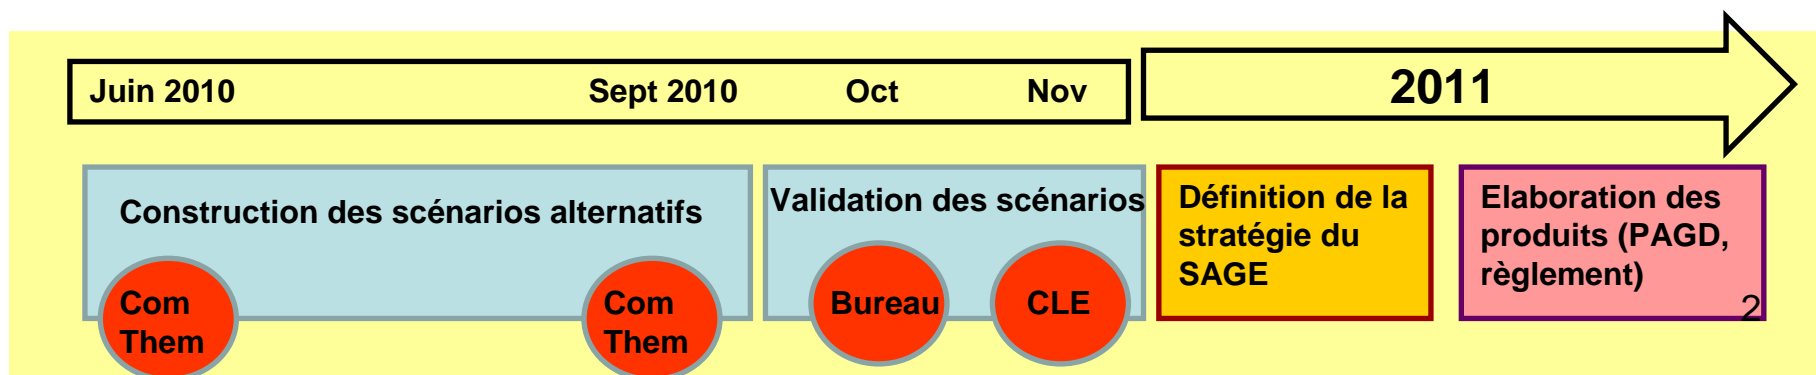 Juin 2010 Sept 2010 Oct Nov 2011
Construction des scénarios alternatifs
Com
Them
Com
Them
Validation des scénarios
Bureau
CLE
Définition de la
stratégie du
SAGE
Elaboration des
produits (PAGD,
règlement)
2